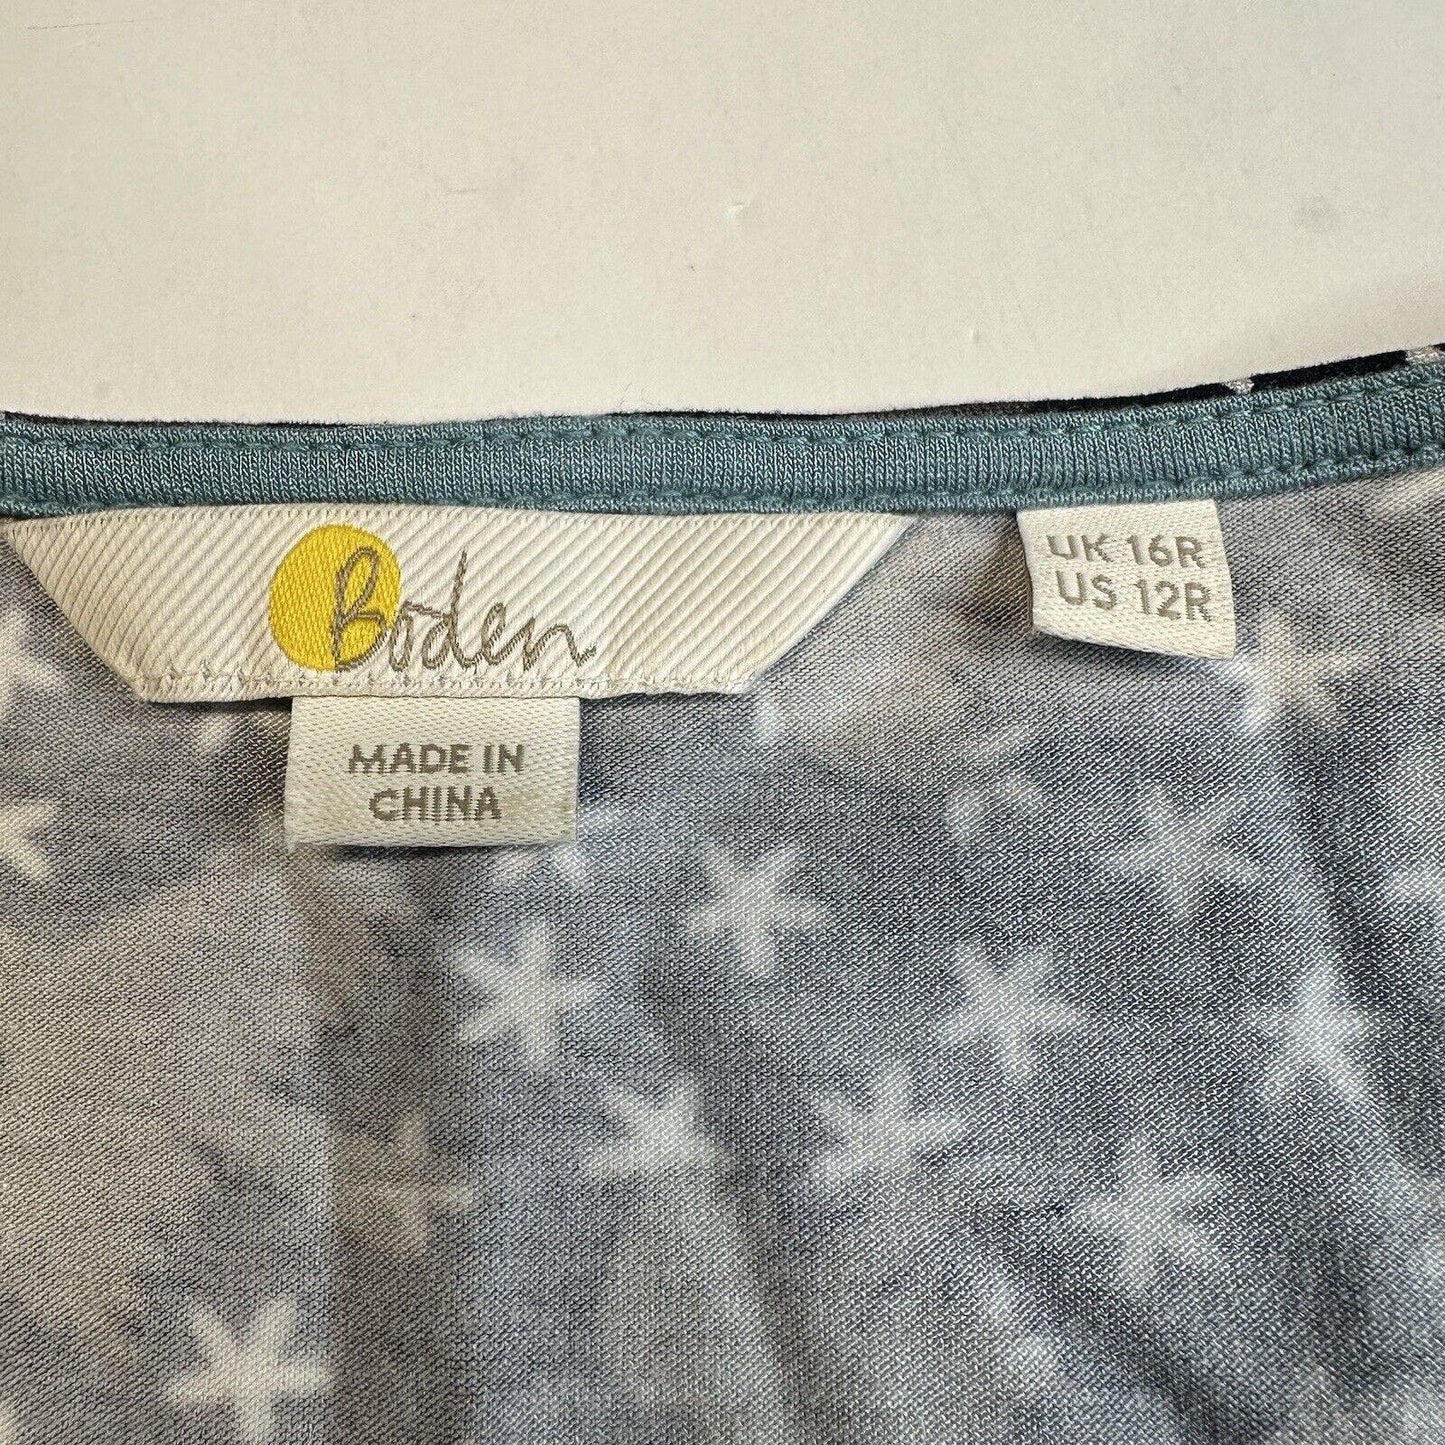 Boden
MADE IN
CHINA
UK 16R
US 12R